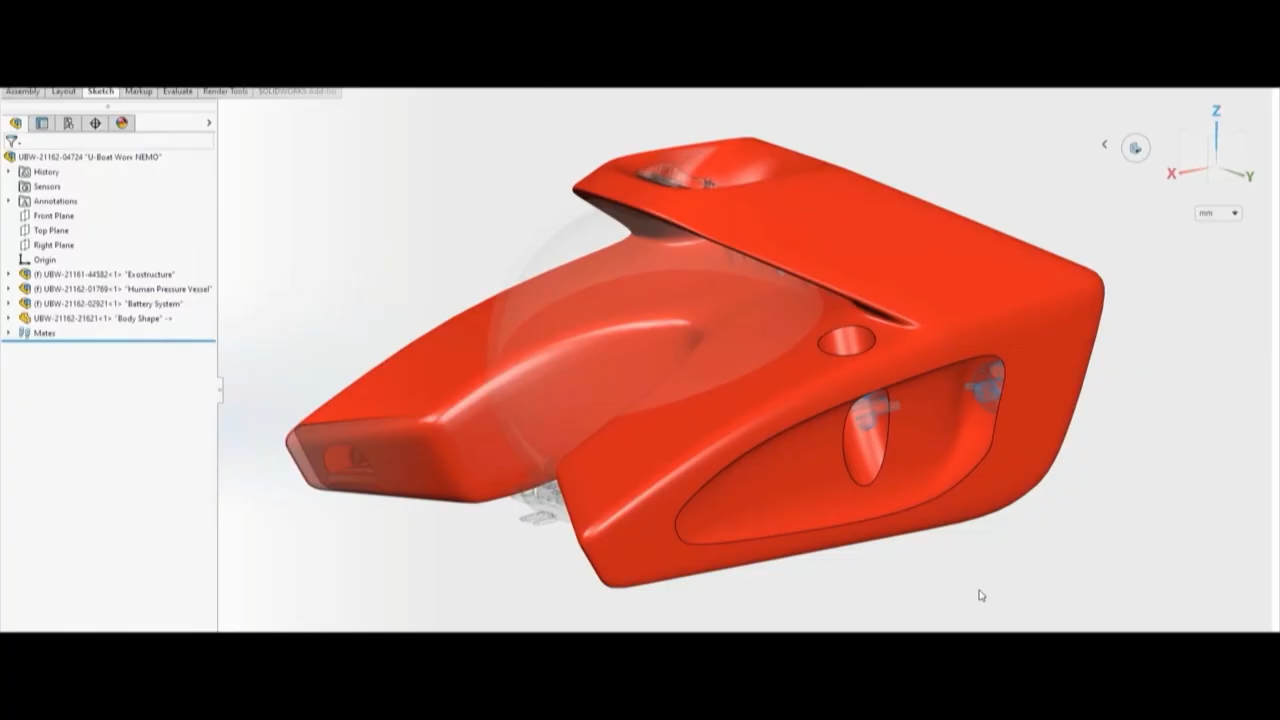 Assembly Layout Sketch Markup Evaluate Render Tools SOLIDWORKS Add-Ins
UBW-21162-04724 "U-Boat Worx NEMO"
History
Sensors
Annotations
Front Plane
Top Plane
Right Plane
Origin
(f) UBW-21161-44582<1> "Exostructure"
(f) UBW-21162-01769<1> "Human Pressure Vessel"
(f) UBW-21162-02921<1> "Battery System"
UBW-21162-21621<1> "Body Shape" ->
Mates
Z
X
Y
mm